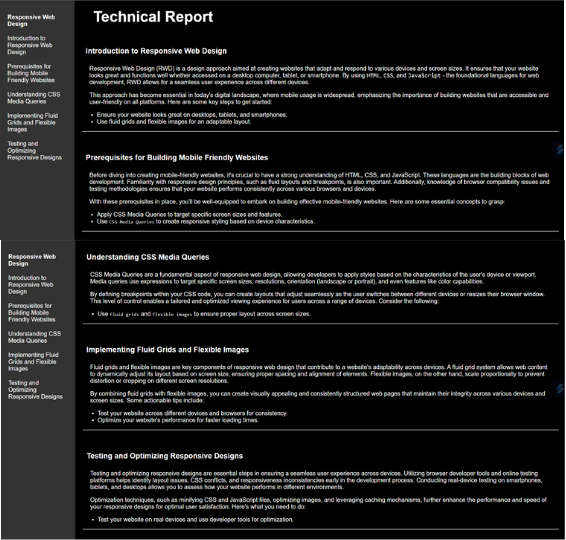 Responsive Web
Design
Introduction to
Responsive Web
Design
Prerequisites for
Building Mobile
Friendly Websites
Understanding CSS
Media Queries
Implementing Fluid
Grids and Flexible
Images
Testing and
Optimizing
Responsive Designs
Technical Report
Introduction to Responsive Web Design
Responsive Web Design (RWD) is a design approach aimed at creating websites that adapt and respond to various devices and screen sizes. It ensures that your website
looks great and functions well whether accessed on a desktop computer, tablet, or smartphone. By using HTML, CSS, and JavaScript - the foundational languages for web
development, RWD allows for a seamless user experience across different devices.
This approach has become essential in today's digital landscape, where mobile usage is widespread, emphasizing the importance of building websites that are accessible and
user-friendly on all platforms. Here are some key steps to get started:
• Ensure your website looks great on desktops, tablets, and smartphones.
• Use fluid grids and flexible images for an adaptable layout.
Prerequisites for Building Mobile Friendly Websites
Before diving into creating mobile-friendly websites, it's crucial to have a strong understanding of HTML, CSS, and JavaScript. These languages are the building blocks of web
development. Familiarity with responsive design principles, such as fluid layouts and breakpoints, is also important. Additionally, knowledge of browser compatibility issues and
testing methodologies ensures that your website performs consistently across various browsers and devices.
With these prerequisites in place, you'll be well-equipped to embark on building effective mobile-friendly websites. Here are some essential concepts to grasp:
• Apply CSS Media Queries to target specific screen sizes and features.
• Use CSS Media Queries to create responsive styling based on device characteristics.
Responsive Web
Design
Introduction to
Responsive Web
Design
Prerequisites for
Building Mobile
Friendly Websites
Understanding CSS
Media Queries
Implementing Fluid
Grids and Flexible
Images
Testing and
Optimizing
Responsive Designs
Understanding CSS Media Queries
CSS Media Queries are a fundamental aspect of responsive web design, allowing developers to apply styles based on the characteristics of the user's device or viewport.
Media queries use expressions to target specific screen sizes, resolutions, orientation (landscape or portrait), and even features like color capabilities.
By defining breakpoints within your CSS code, you can create layouts that adjust seamlessly as the user switches between different devices or resizes their browser window.
This level of control enables a tailored and optimized viewing experience for users across a range of devices. Consider the following:
• Use fluid grids and flexible images to ensure proper layout across screen sizes.
Implementing Fluid Grids and Flexible Images
Fluid grids and flexible images are key components of responsive web design that contribute to a website's adaptability across devices. A fluid grid system allows web content
to dynamically adjust its layout based on screen size, ensuring proper spacing and alignment of elements. Flexible images, on the other hand, scale proportionally to prevent
distortion or cropping on different screen resolutions.
By combining fluid grids with flexible images, you can create visually appealing and consistently structured web pages that maintain their integrity across various devices and
screen sizes. Some actionable tips include:
• Test your website across different devices and browsers for consistency.
• Optimize your website's performance for faster loading times.
Testing and Optimizing Responsive Designs
Testing and optimizing responsive designs are essential steps in ensuring a seamless user experience across devices. Utilizing browser developer tools and online testing
platforms helps identify layout issues, CSS conflicts, and responsiveness inconsistencies early in the development process. Conducting real-device testing on smartphones,
tablets, and desktops allows you to assess how your website performs in different environments.
Optimization techniques, such as minifying CSS and JavaScript files, optimizing images, and leveraging caching mechanisms, further enhance the performance and speed of
your responsive designs for optimal user satisfaction. Here's what you need to do:
• Test your website on real devices and use developer tools for optimization.